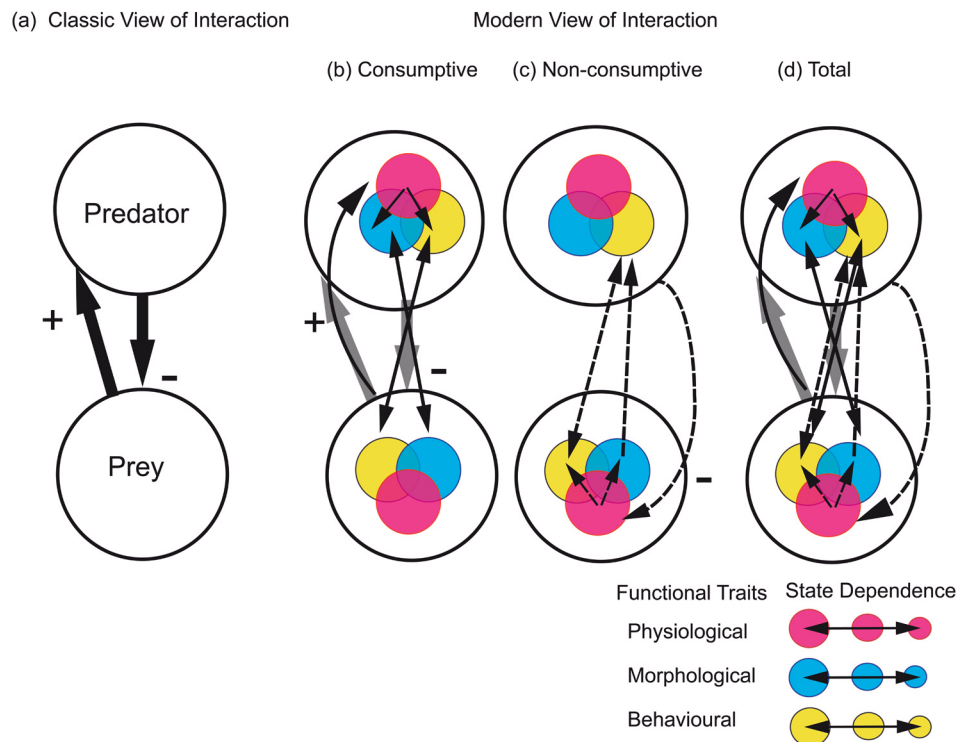 (a) Classic View of Interaction
Modern View of Interaction
(b) Consumptive
(c) Non-consumptive
(d) Total
Predator
+
-
Prey
+
-
-
Functional Traits
State Dependence
Physiological
Morphological
Behavioural